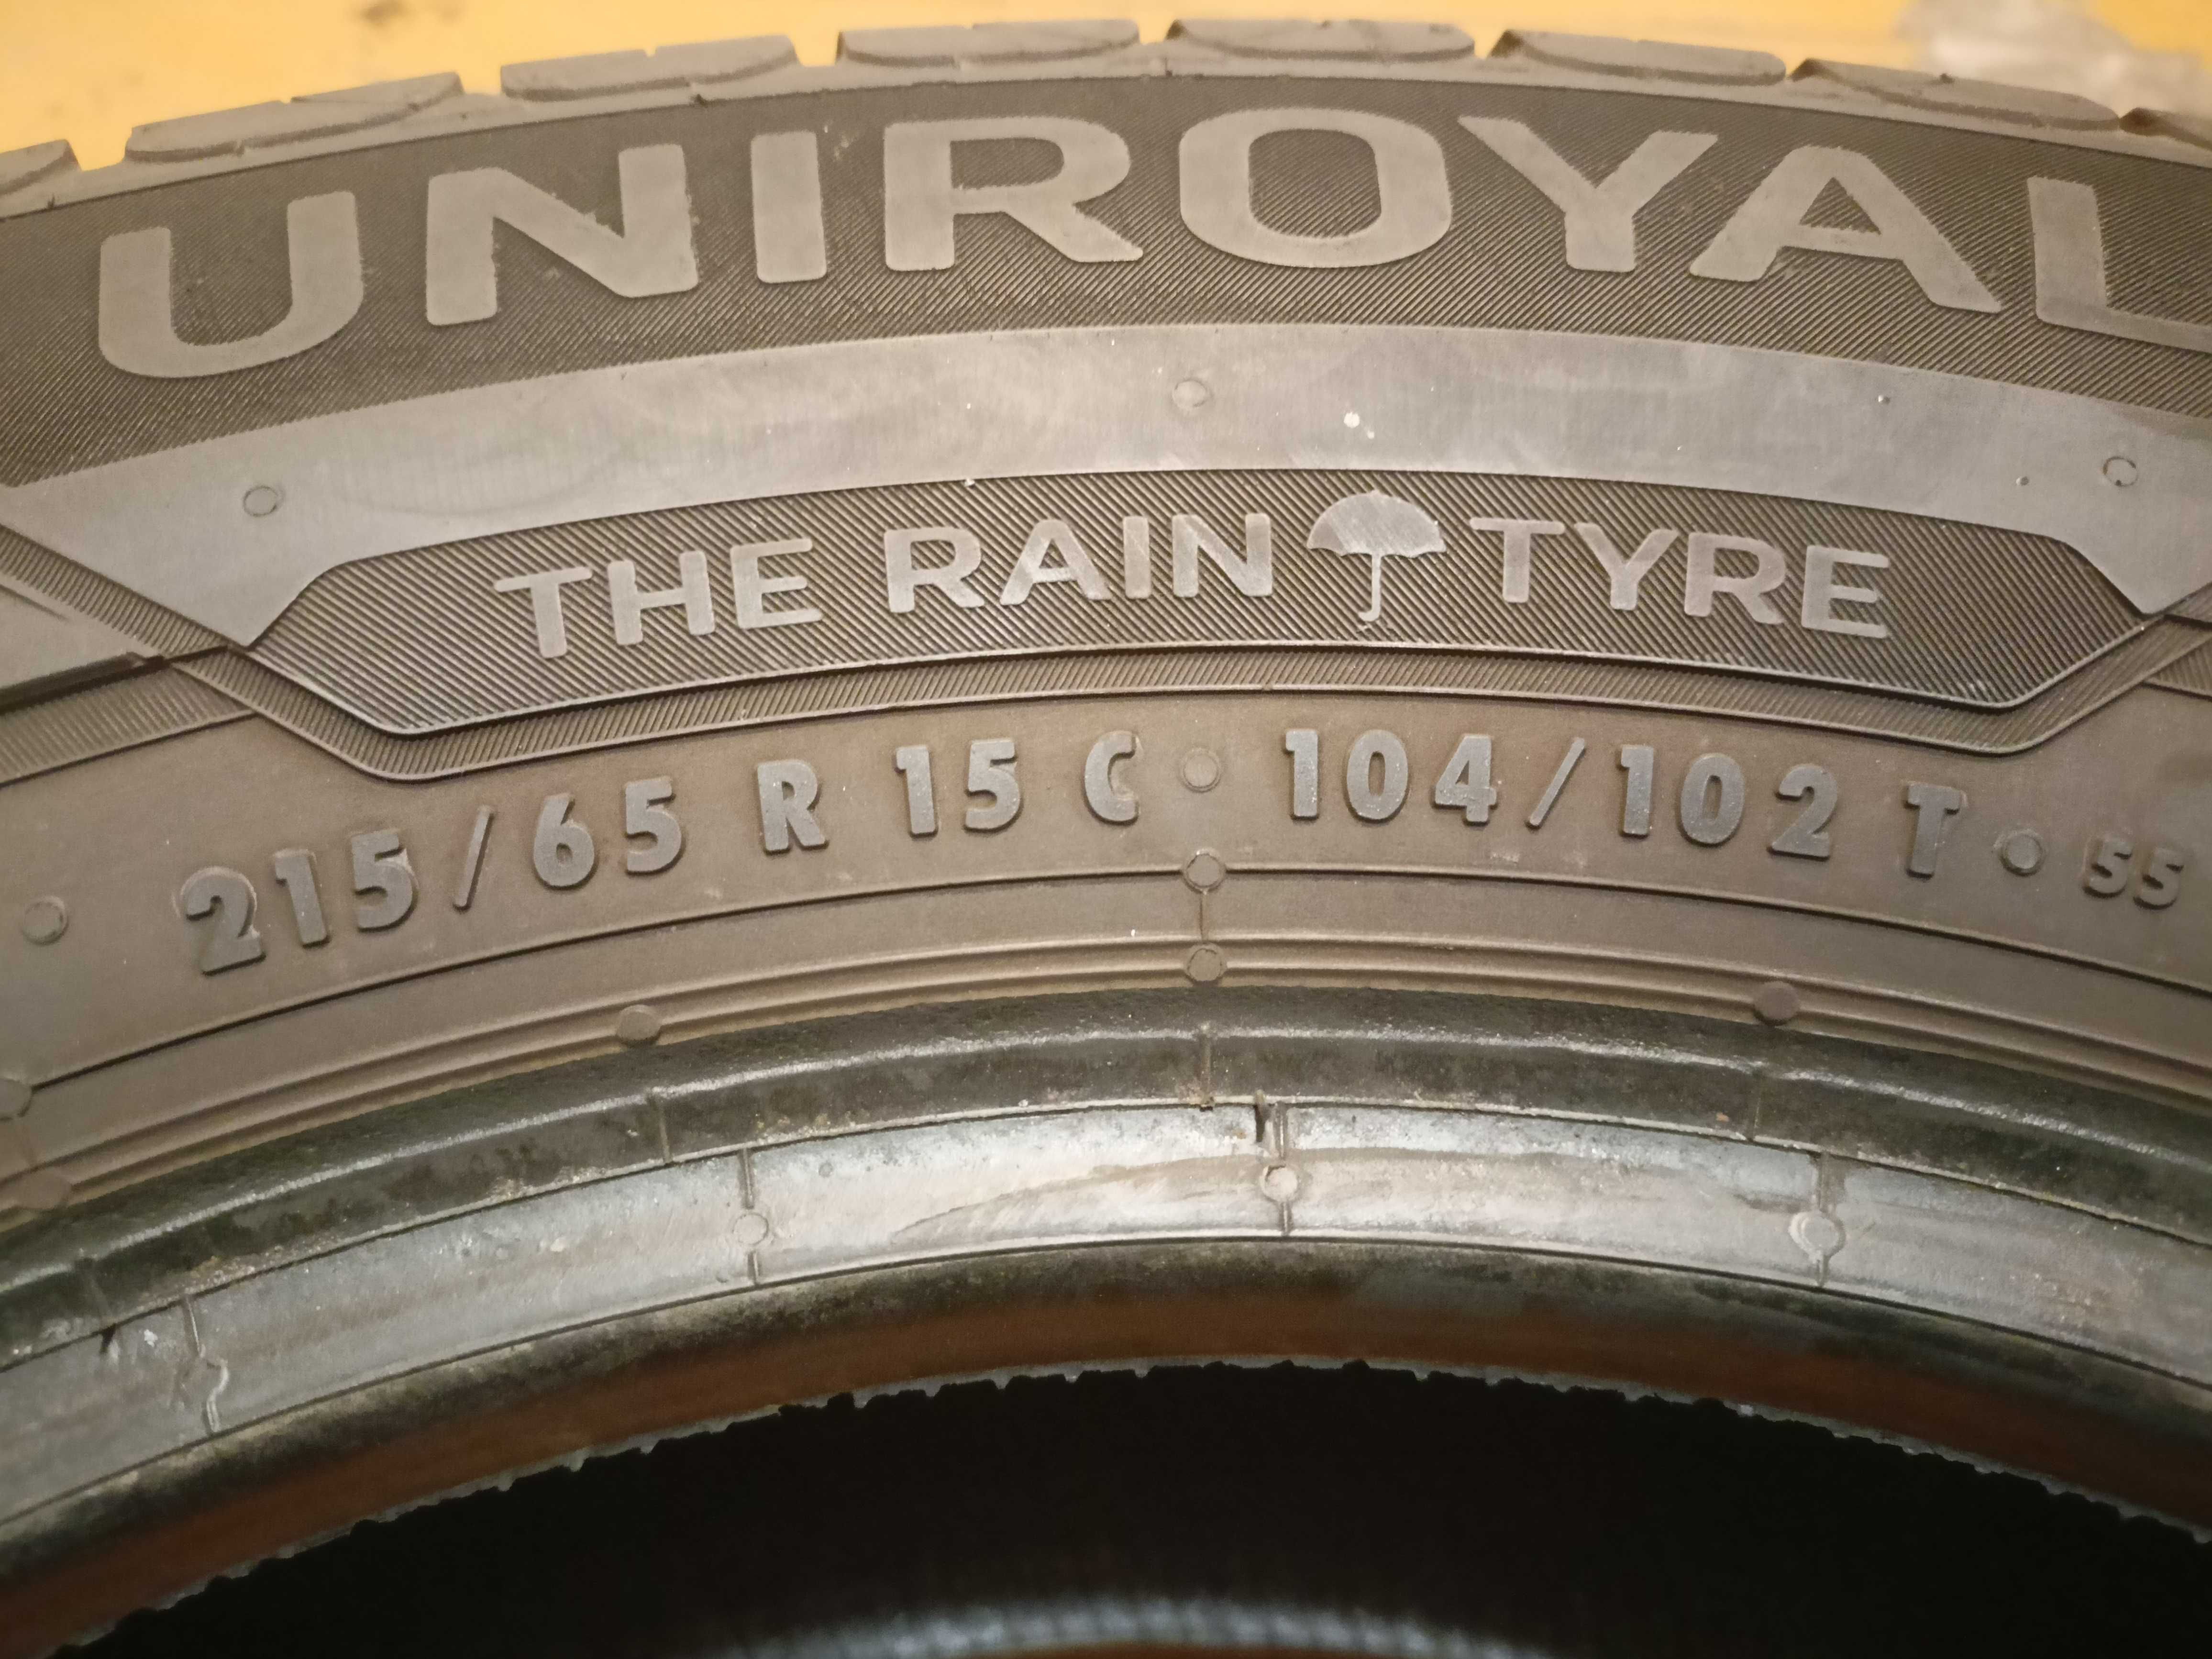 UNIROYAL
THE RAIN TYRE
215/65 R 15 C 104/102 T 55